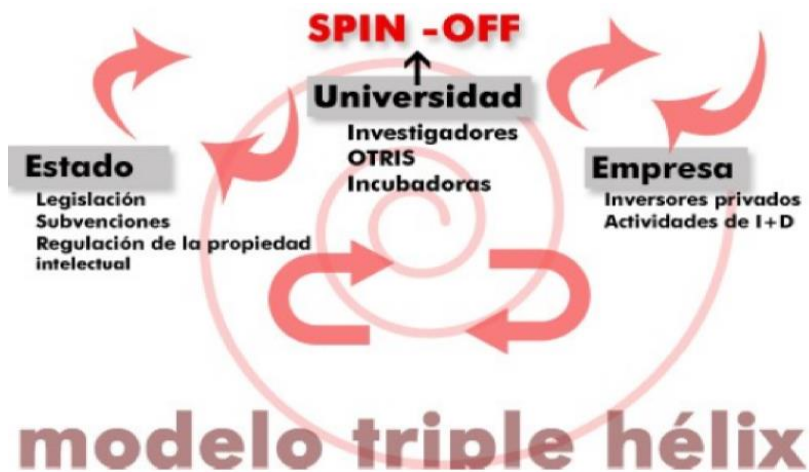 SPIN -OFF
Universidad
Investigadores
OTRIS
Incubadoras
Estado
Legislación
Subvenciones
Regulación de la propiedad
intelectual
Empresa
Inversores privados
Actividades de I+D
modelo triple hélix